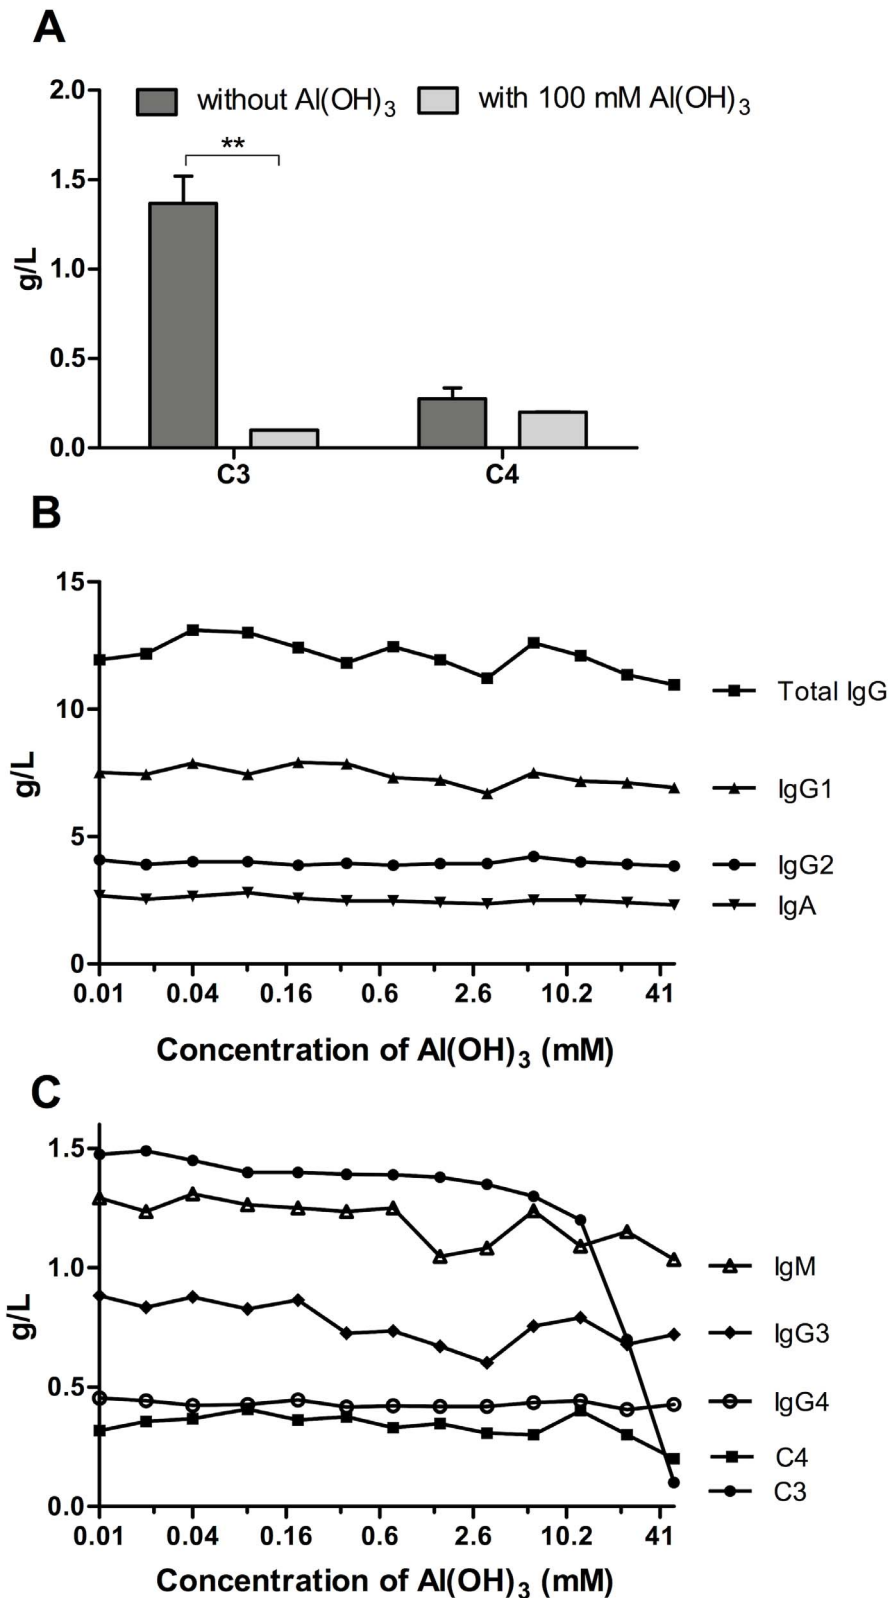 A
2.0
without Al(OH)3 with 100 mM Al(OH)3
**
1.5
g/L
1.0
0.5
0.0
C3 C4
B
15
Total IgG
10
g/L
IgG1
5
IgG2
IgA
0
0.01 0.04 0.16 0.6 2.6 10.2 41
Concentration of Al(OH)3 (mM)
C
1.5
1.0
IgM
g/L
IgG3
0.5
IgG4
C4
C3
0.0
0.01 0.04 0.16 0.6 2.6 10.2 41
Concentration of Al(OH)3 (mM)